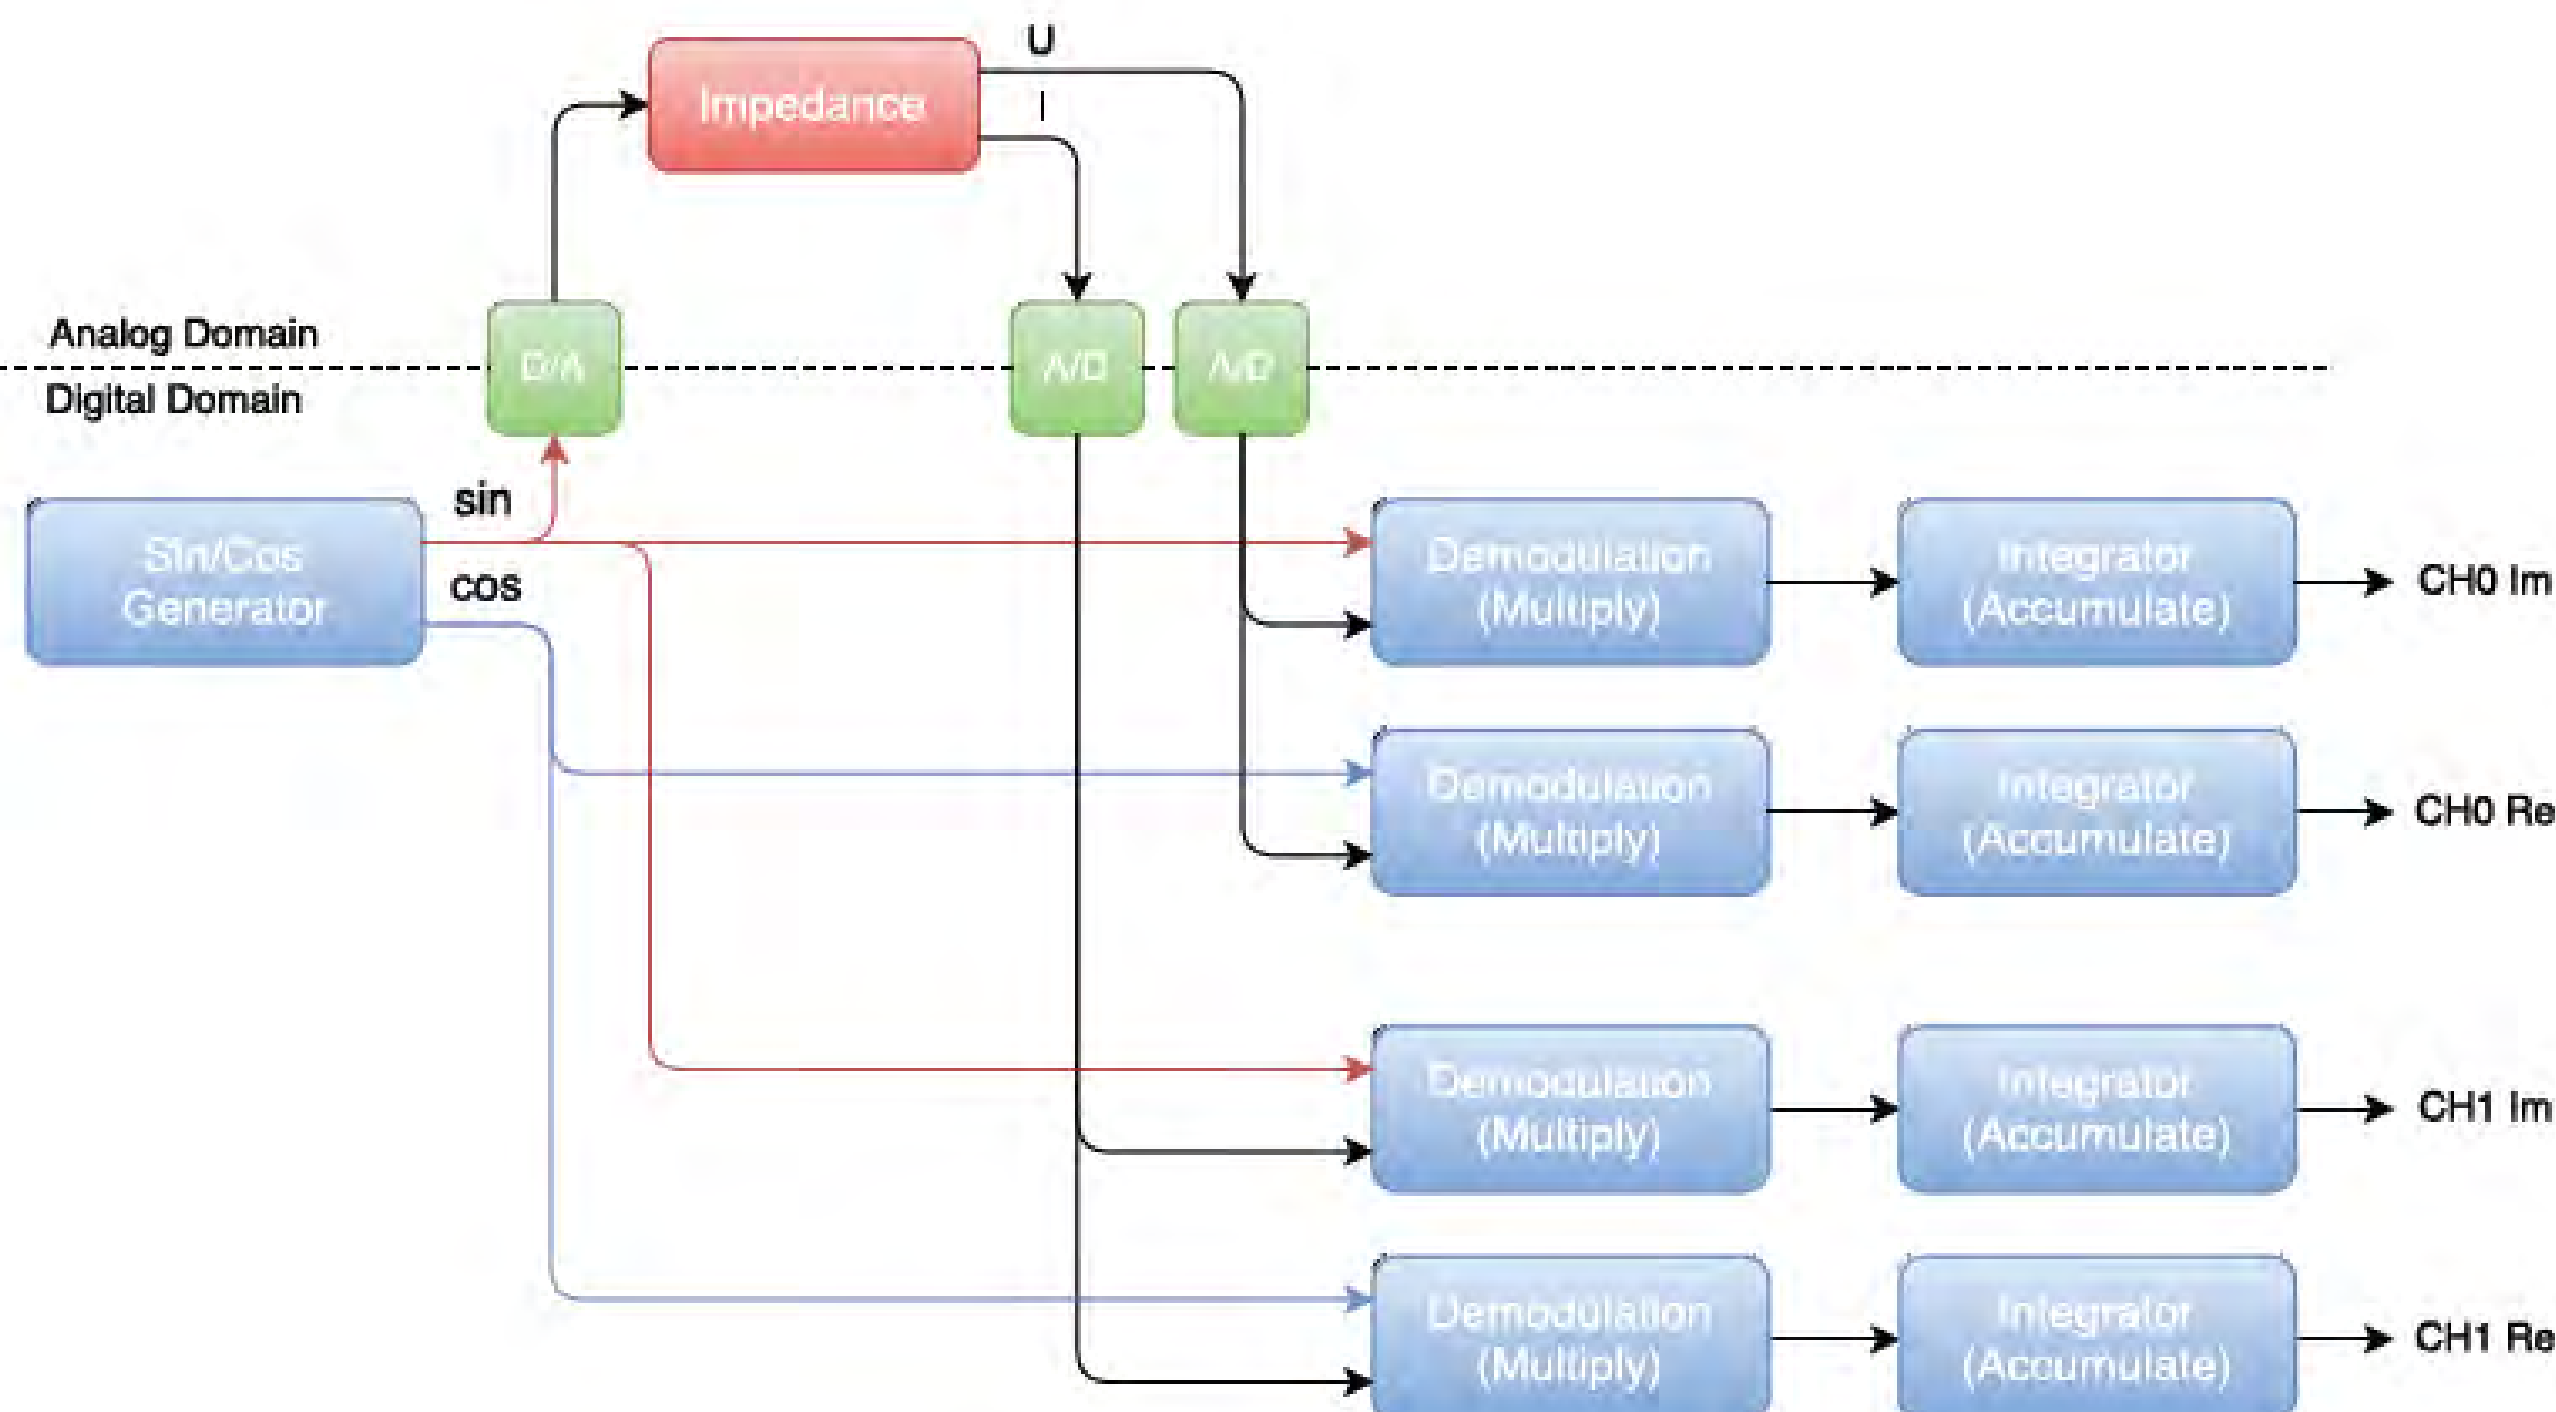 U
Impedance
I
Analog Domain
D/A
A/D
A/D
Digital Domain
sin
Sin/Cos
Generator
cos
Demodulation
(Multiply)
Integrator
(Accumulate)
CH0 Im
Demodulation
(Multiply)
Integrator
(Accumulate)
CH0 Re
Demodulation
(Multiply)
Integrator
(Accumulate)
CH1 Im
Demodulation
(Multiply)
Integrator
(Accumulate)
CH1 Re